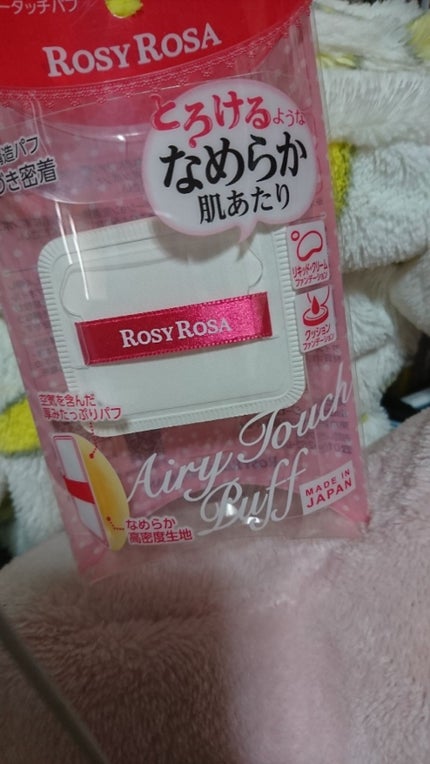 ータッチパフ
ROSY ROSA
とろけるような
なめらか
肌あたり
造パフ
き密着
リキッド・クリーム
ファンデーション
クッション
ファンデーション
ROSY ROSA
空気を含んだ
厚みたっぷりパフ
Airy Touch
Puff
MADE IN
JAPAN
なめらか
高密度生地